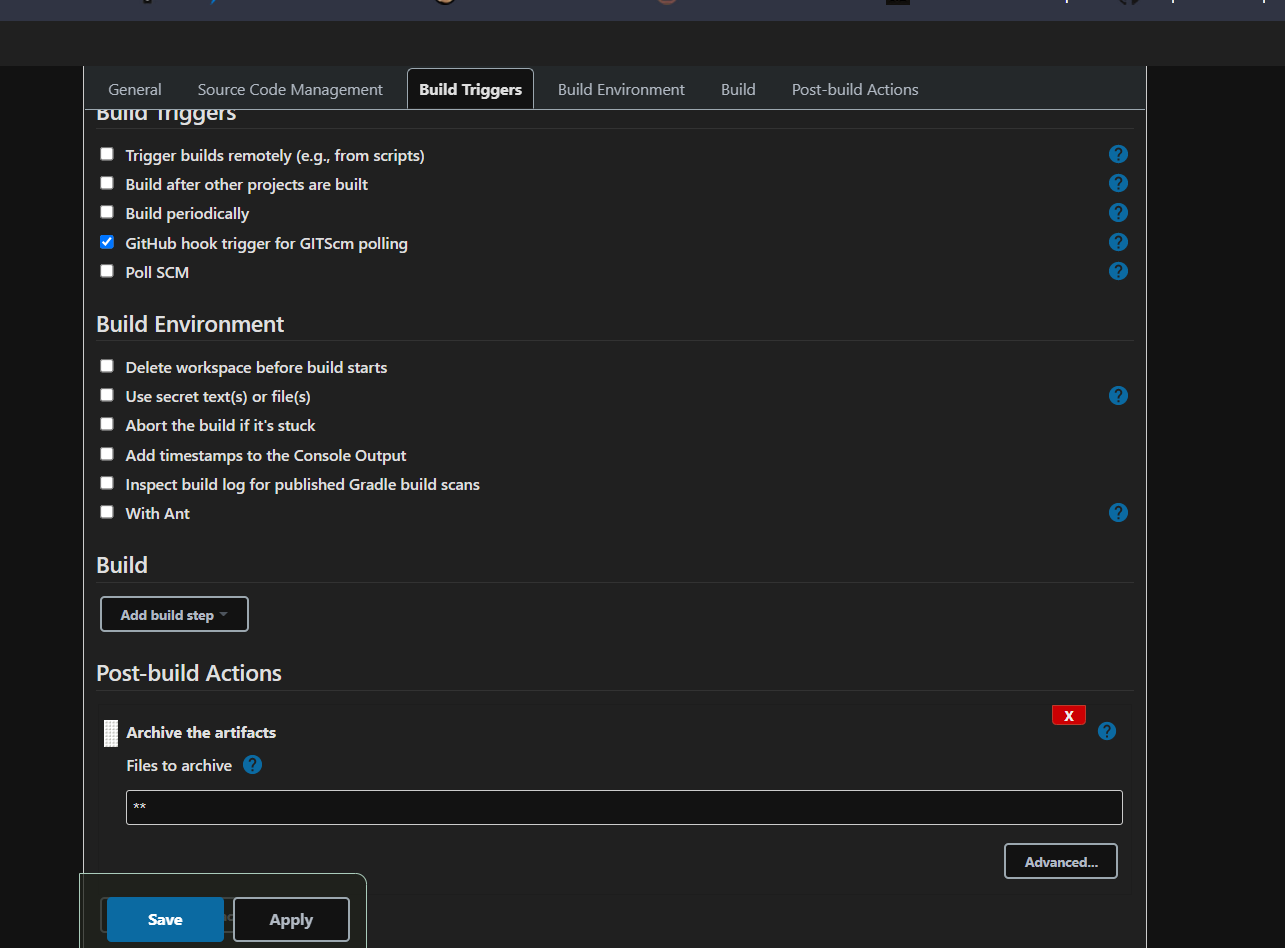 General Source Code Management Build Triggers Build Environment Build Post-build Actions
Build Triggers
Trigger builds remotely (e.g., from scripts)
Build after other projects are built
Build periodically
GitHub hook trigger for GITScm polling
Poll SCM
Build Environment
Delete workspace before build starts
Use secret text(s) or file(s)
Abort the build if it's stuck
Add timestamps to the Console Output
Inspect build log for published Gradle build scans
With Ant
Build
Add build step
Post-build Actions
X
Archive the artifacts
Files to archive
**
Advanced...
Save Apply